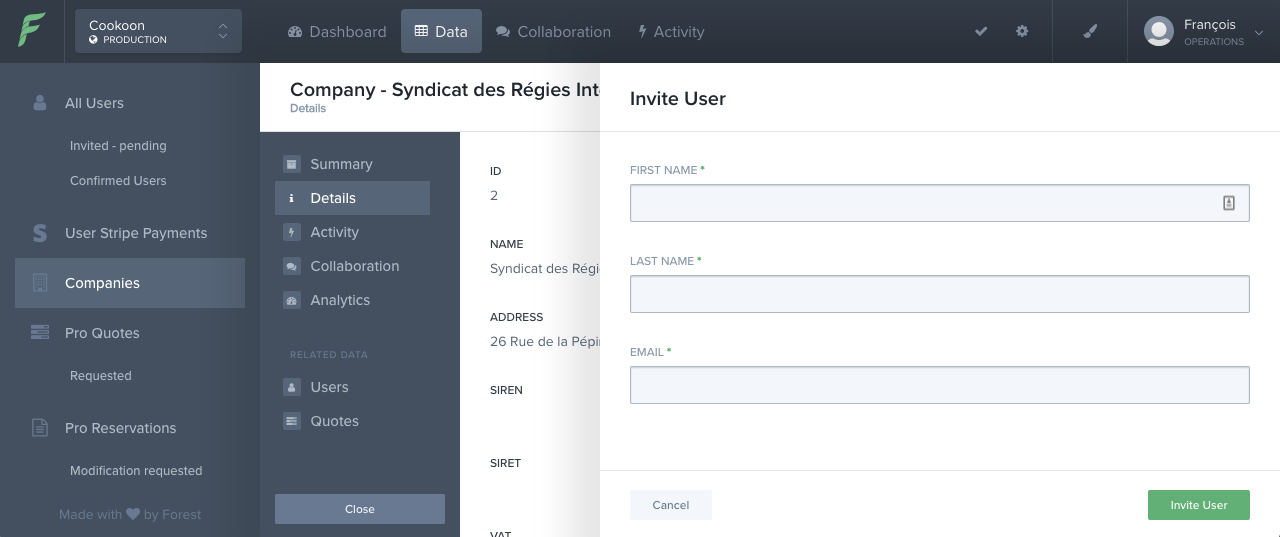 Cookoon
PRODUCTION
Dashboard
Data
Collaboration
Activity
François
OPERATIONS
All Users
Invited - pending
Confirmed Users
User Stripe Payments
Companies
Pro Quotes
Requested
Pro Reservations
Modification requested
Made with by Forest
Company - Syndicat des Régies Int
Details
Summary
Details
Activity
Collaboration
Analytics
RELATED DATA
Users
Quotes
Close
ID
2
NAME
Syndicat des Régi
ADDRESS
26 Rue de la Pépi
SIREN
SIRET
VAT
Invite User
FIRST NAME *
LAST NAME *
EMAIL *
Cancel
Invite User